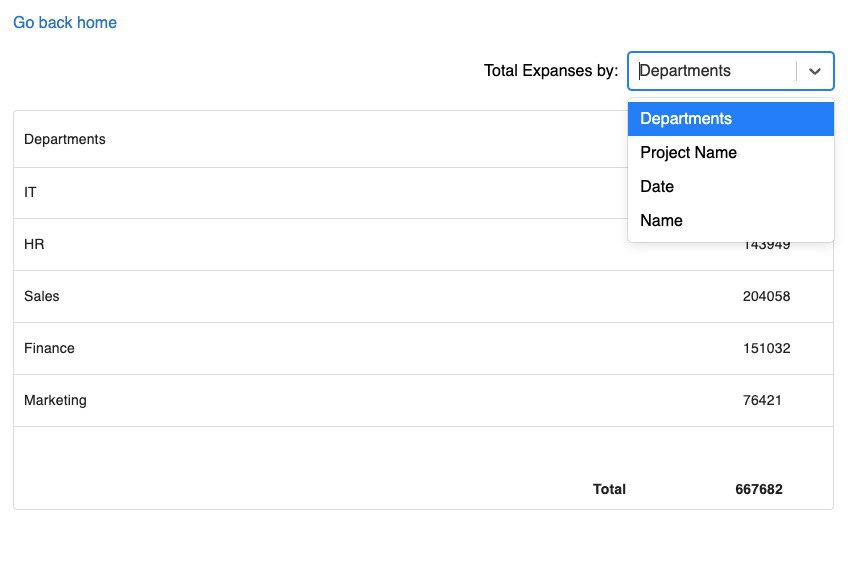 Go back home
Total Expanses by: Departments
Departments
Project Name
Date
Name
Departments
IT
HR 143949
Sales 204058
Finance 151032
Marketing 76421
Total 667682